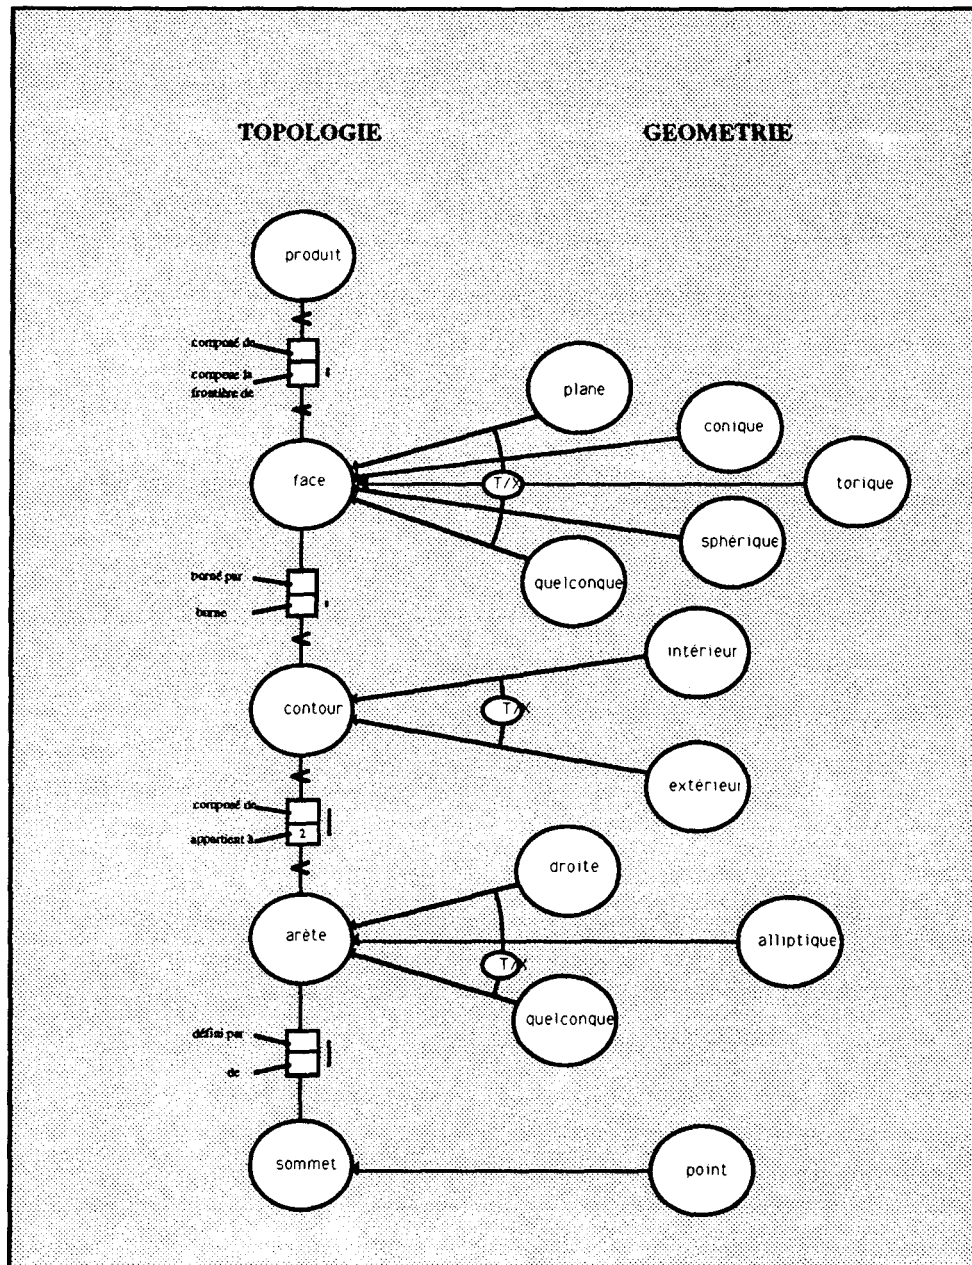 TOPOLOGIE GEOMETRIE
produit
composé de
compose la
frontière de
plane
conique
face
T/X
torique
sphérique
quelconque
borné par
borne
intérieur
contour
T/X
extérieur
composé de
appartient à
2
droite
arète
alliptique
T/X
quelconque
défini par
de
sommet
point